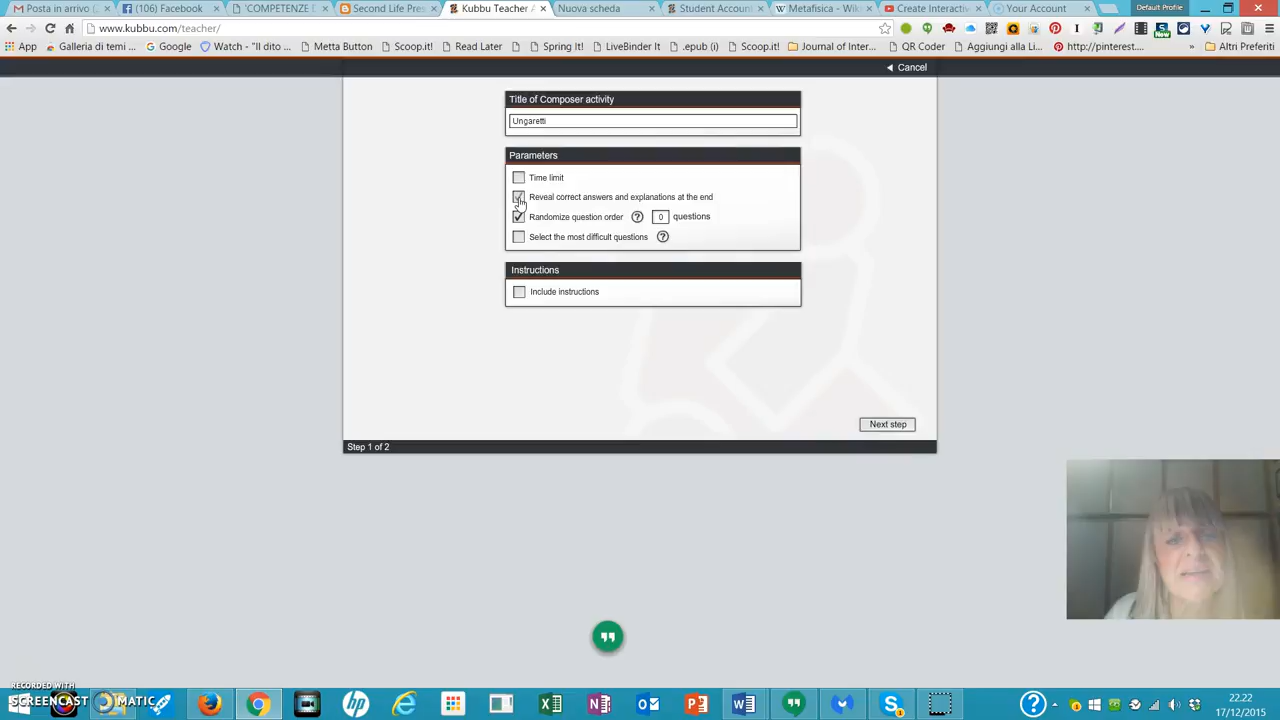 Posta in arrivo (
(106) Facebook
'COMPETENZE D
Second Life Pres
Kubbu Teacher A
Nuova scheda
Student Account
Metafisica - Wiki
Create Interactiv
Your Account
Default Profile
www.kubbu.com/teacher/
App
Galleria di temi ...
Google
Watch - "Il dito ...
Metta Button
Scoop.it!
Read Later
Spring It!
LiveBinder It
.epub (i)
Scoop.it!
Journal of Inter...
QR Coder
Aggiungi alla Li...
http://pinterest....
»
Altri Preferiti
Cancel
Title of Composer activity
Ungaretti
Parameters
Time limit
Reveal correct answers and explanations at the end
Randomize question order ? 0 questions
Select the most difficult questions ?
Instructions
Include instructions
Next step
Step 1 of 2
RECORDED WITH
SCREENCAST MATIC
22.22
17/12/2015